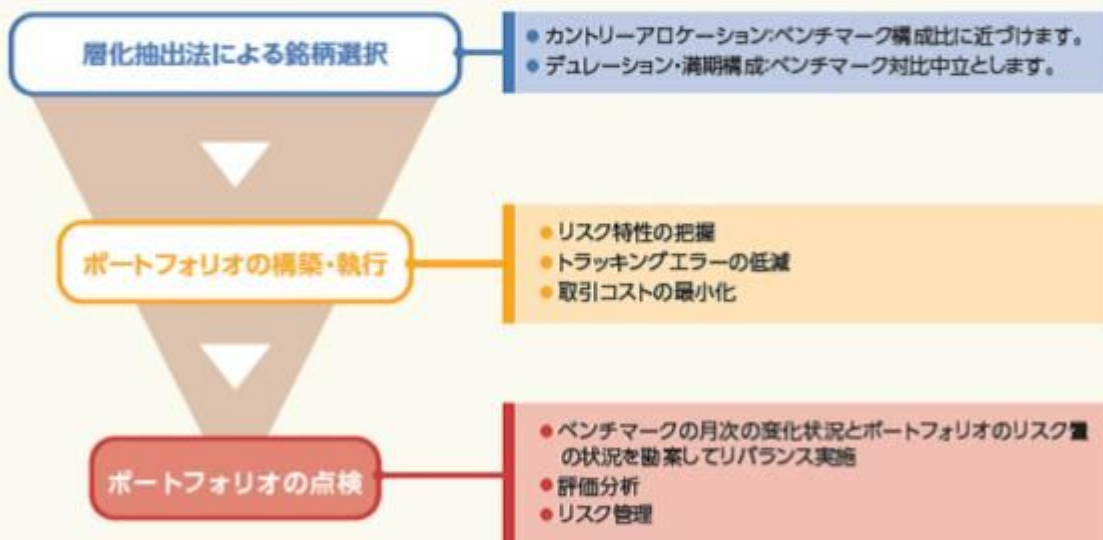 層化抽出法による銘柄選択
● カントリーアロケーション:ベンチマーク構成比に近づけます。
● デュレーション・満期構成:ベンチマーク対比中立とします。
ポートフォリオの構築・執行
● リスク特性の把握
● トラッキングエラーの低減
● 取引コストの最小化
ポートフォリオの点検
● ベンチマークの月次の変化状況とポートフォリオのリスク量
の状況を勘案してリバランス実施
● 評価分析
● リスク管理